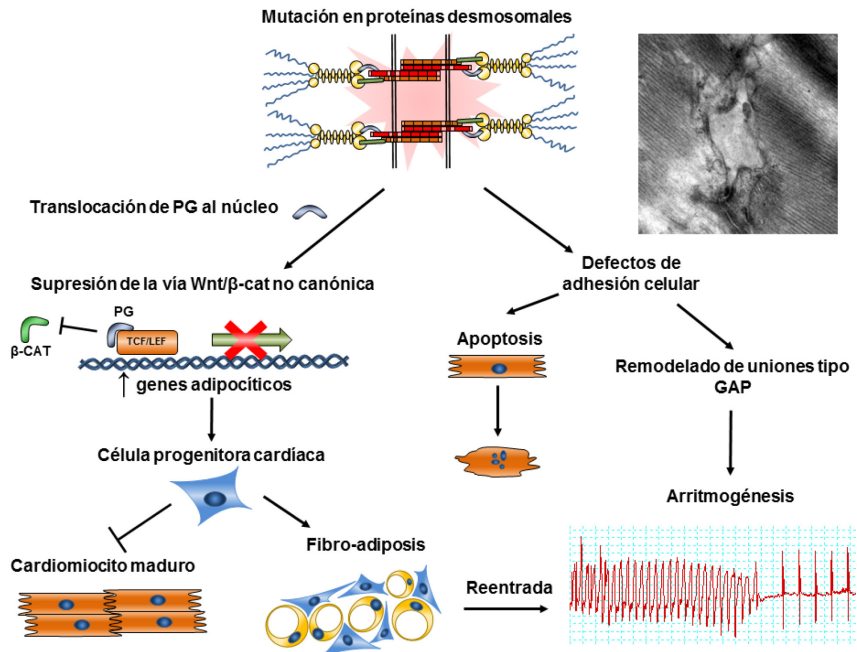 Mutación en proteínas desmosomales
Translocación de PG al núcleo
Supresión de la vía Wnt/β-cat no canónica
PG
β-CAT
TCF/LEF
↑ genes adipocíticos
Célula progenitora cardíaca
Cardiomiocito maduro
Fibro-adiposis
Defectos de
adhesión celular
Apoptosis
Remodelado de uniones tipo
GAP
Arritmogénesis
Reentrada